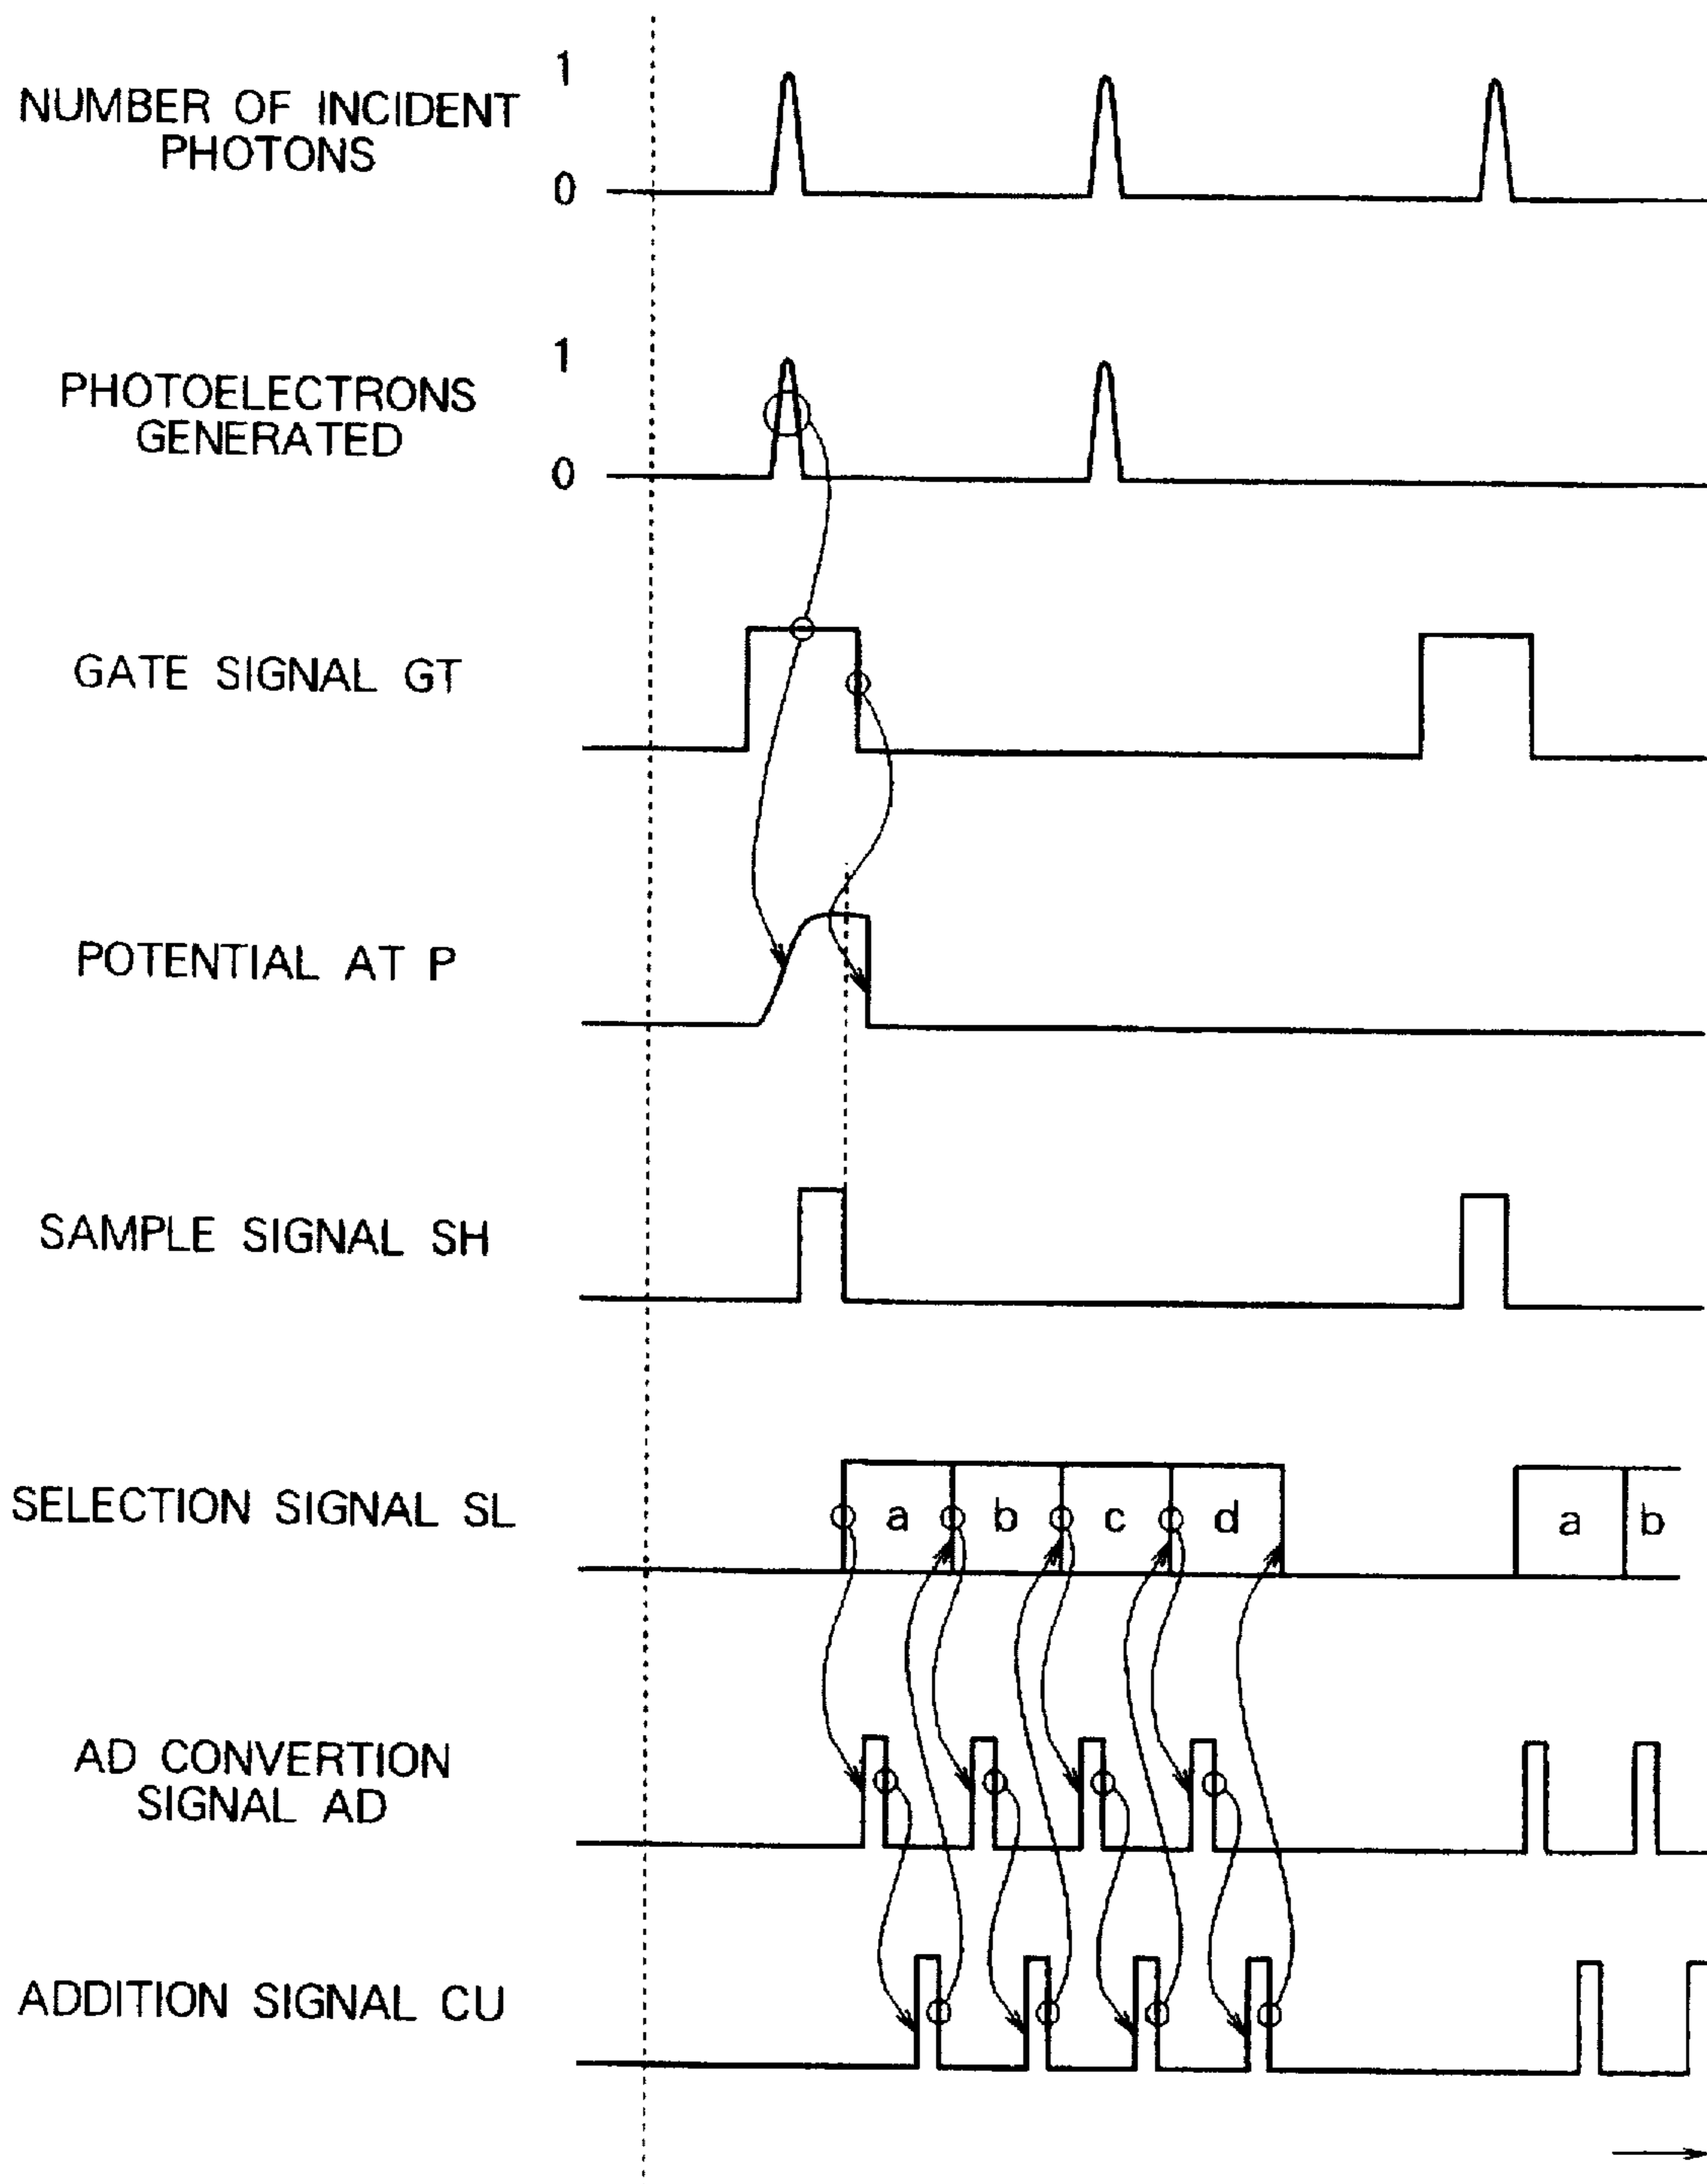 1
NUMBER OF INCIDENT
PHOTONS
0
1
PHOTOELECTRONS
GENERATED
0
GATE SIGNAL GT
POTENTIAL AT P
SAMPLE SIGNAL SH
SELECTION SIGNAL SL
a b c d a b
AD CONVERTION
SIGNAL AD
ADDITION SIGNAL CU